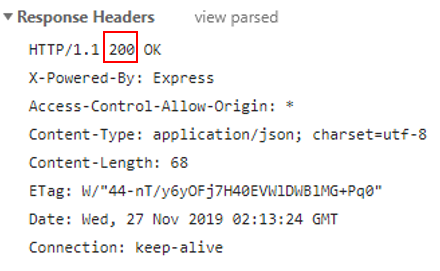 Response Headers view parsed
HTTP/1.1 200 OK
X-Powered-By: Express
Access-Control-Allow-Origin: *
Content-Type: application/json; charset=utf-8
Content-Length: 68
ETag: W/"44-nT/y6yOFj7H40EVWlDWBlMG+Pq0"
Date: Wed, 27 Nov 2019 02:13:24 GMT
Connection: keep-alive